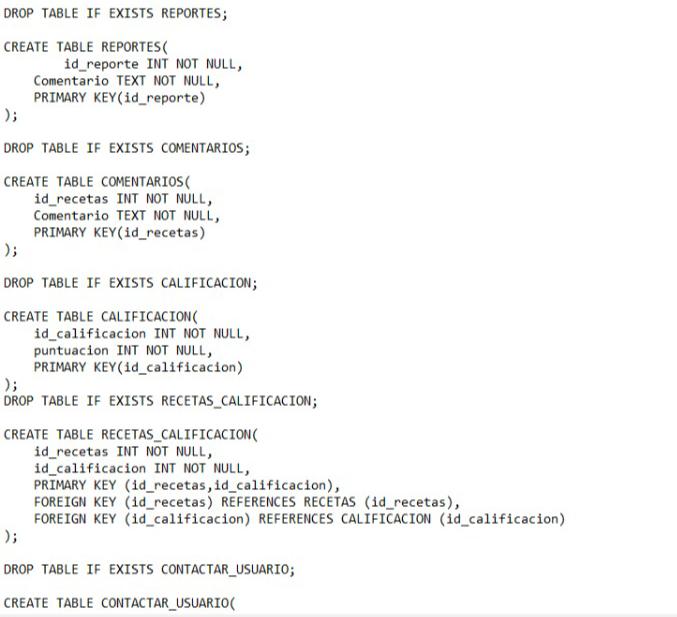 DROP TABLE IF EXISTS REPORTES;
CREATE TABLE REPORTES(
id_reporte INT NOT NULL,
Comentario TEXT NOT NULL,
PRIMARY KEY(id_reporte)
);
DROP TABLE IF EXISTS COMENTARIOS;
CREATE TABLE COMENTARIOS(
id_recetas INT NOT NULL,
Comentario TEXT NOT NULL,
PRIMARY KEY(id_recetas)
);
DROP TABLE IF EXISTS CALIFICACION;
CREATE TABLE CALIFICACION(
id_calificacion INT NOT NULL,
puntuacion INT NOT NULL,
PRIMARY KEY(id_calificacion)
);
DROP TABLE IF EXISTS RECETAS_CALIFICACION;
CREATE TABLE RECETAS_CALIFICACION(
id_recetas INT NOT NULL,
id_calificacion INT NOT NULL,
PRIMARY KEY (id_recetas,id_calificacion),
FOREIGN KEY (id_recetas) REFERENCES RECETAS (id_recetas),
FOREIGN KEY (id_calificacion) REFERENCES CALIFICACION (id_calificacion)
);
DROP TABLE IF EXISTS CONTACTAR_USUARIO;
CREATE TABLE CONTACTAR_USUARIO(